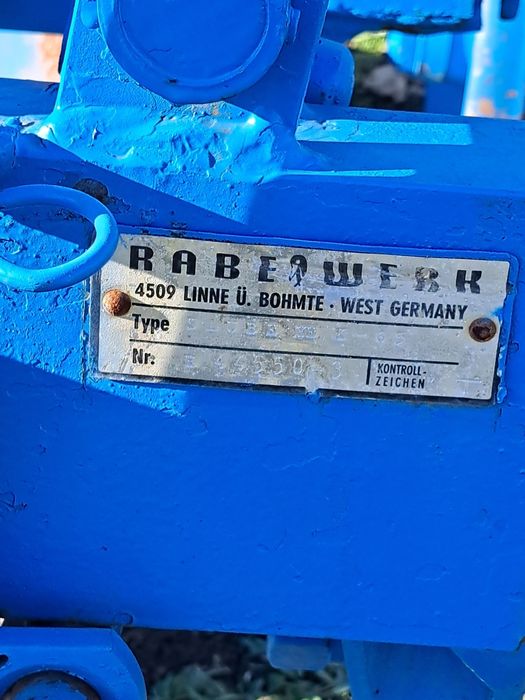 RABEWERK
4509 LINNE Ü. BOHMTE · WEST GERMANY
Type
Nr.
KONTROLL-
ZEICHEN